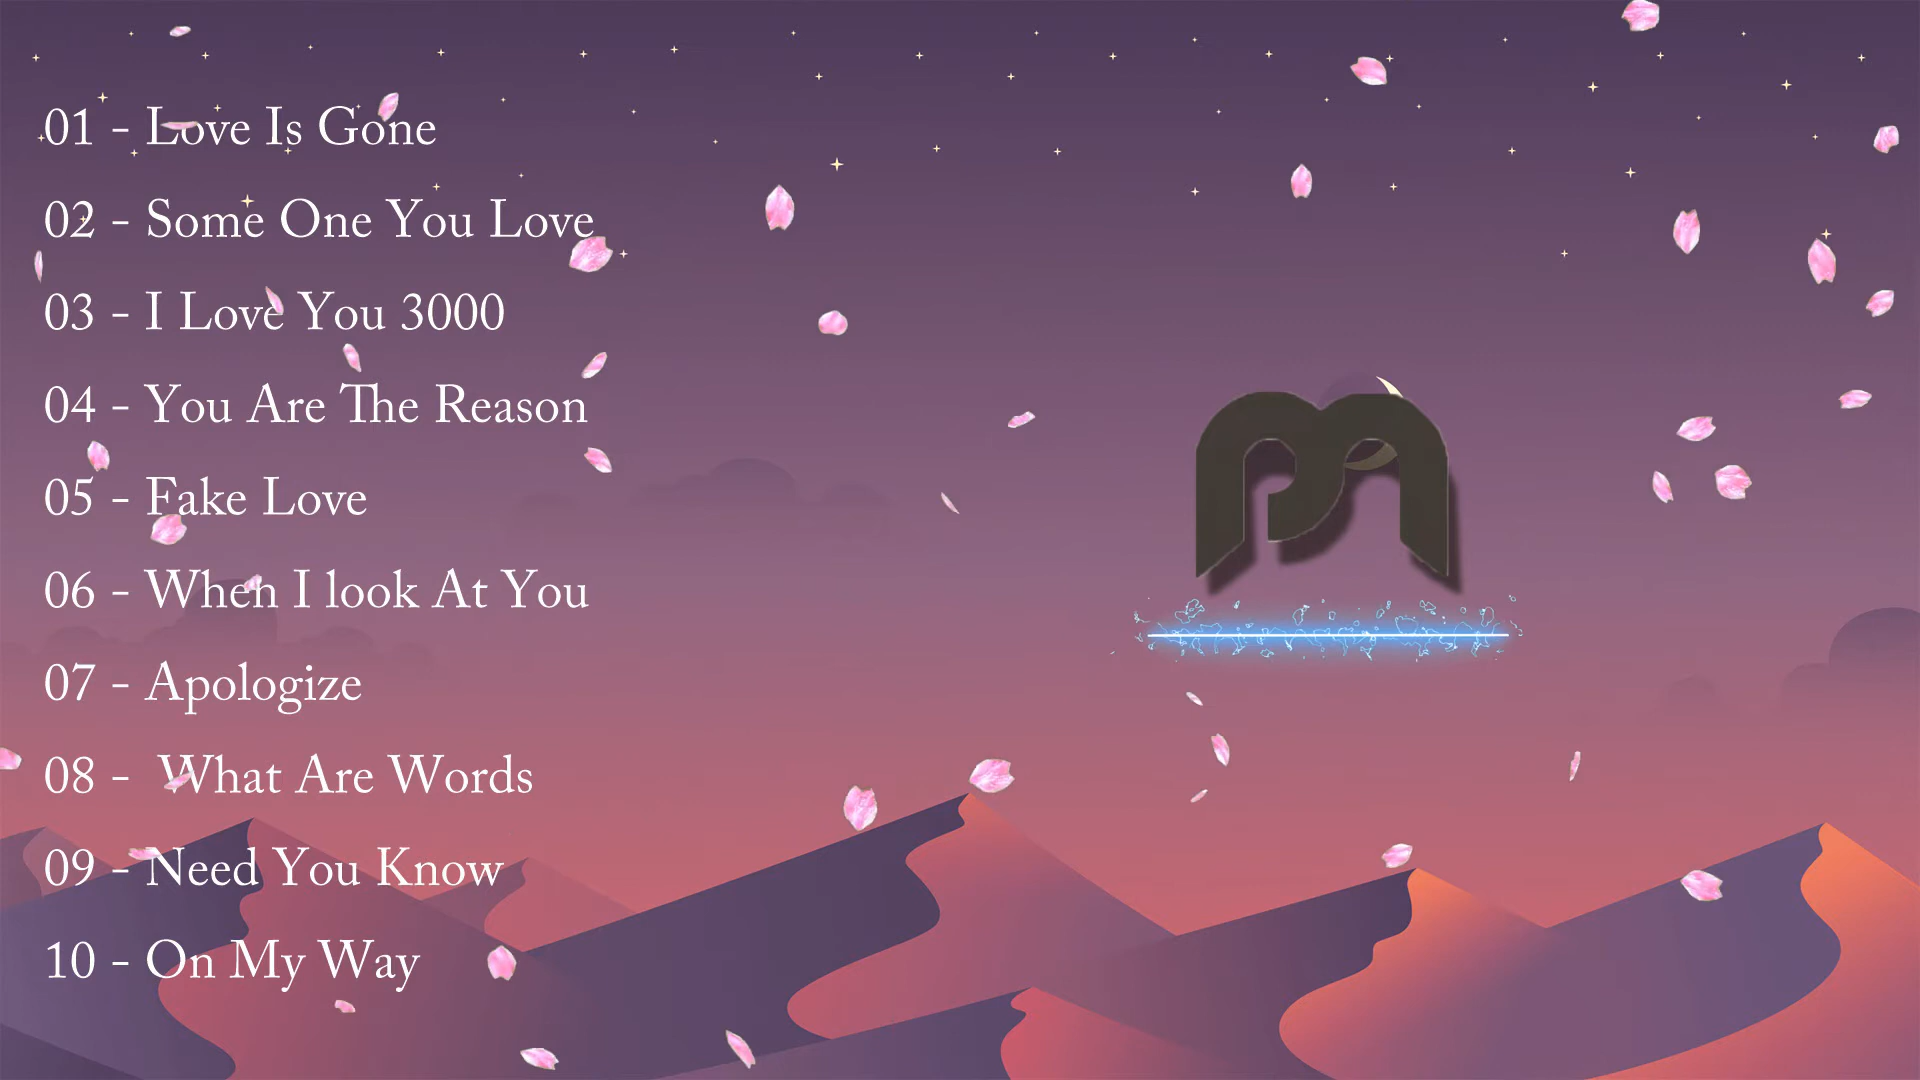 01 - Love Is Gone
02 - Some One You Love
03 - I Love You 3000
04 - You Are The Reason
05 - Fake Love
06 - When I look At You
07 - Apologize
08 - What Are Words
09 - Need You Know
10 - On My Way